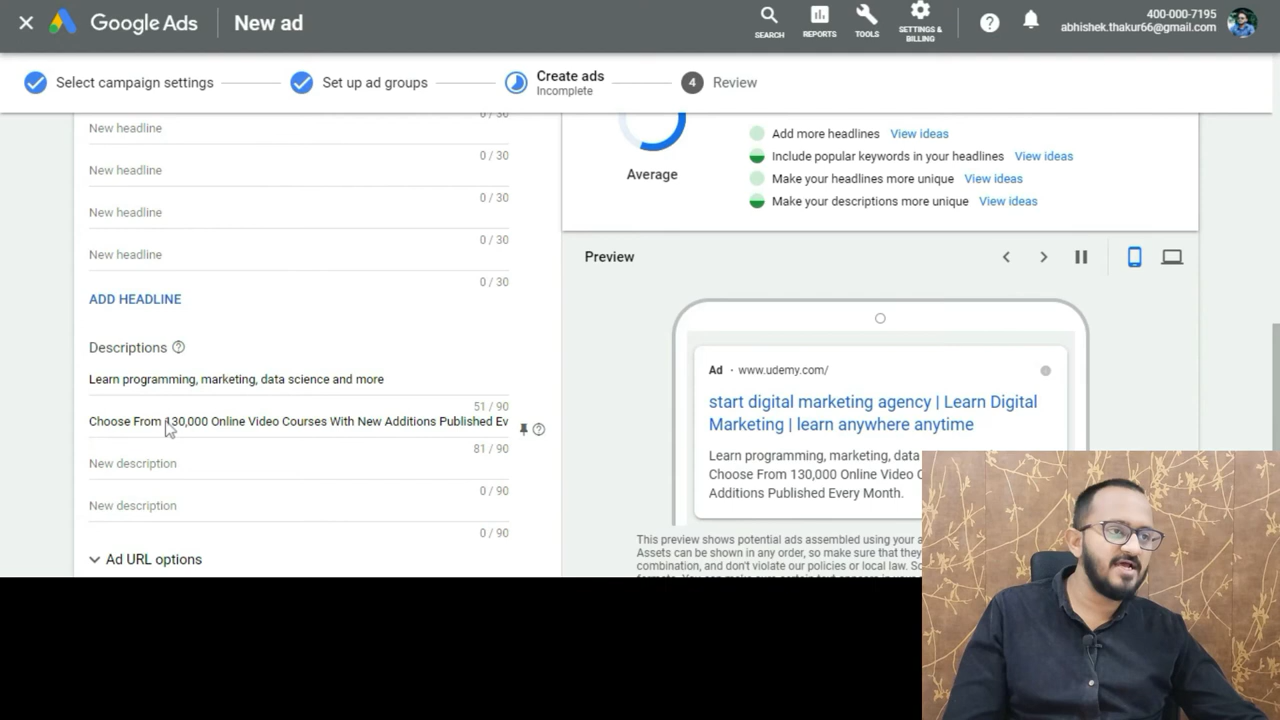 Google Ads
New ad
SEARCH
REPORTS
TOOLS
SETTINGS &
BILLING
400-000-7195
abhishek.thakur66@gmail.com
Select campaign settings
Set up ad groups
Create ads
Incomplete
4
Review
0 / 30
New headline
0 / 30
New headline
0 / 30
New headline
0 / 30
New headline
0 / 30
ADD HEADLINE
Descriptions
Learn programming, marketing, data science and more
51 / 90
Choose From 130,000 Online Video Courses With New Additions Published Ev
81 / 90
New description
0 / 90
New description
0 / 90
Ad URL options
Average
Add more headlines View ideas
Include popular keywords in your headlines View ideas
Make your headlines more unique View ideas
Make your descriptions more unique View ideas
Preview
Ad · www.udemy.com/
start digital marketing agency | Learn Digital
Marketing | learn anywhere anytime
Learn programming, marketing, data
Choose From 130,000 Online Video C
Additions Published Every Month.
This preview shows potential ads assembled using your a
Assets can be shown in any order, so make sure that they
combination, and don't violate our policies or local law. So